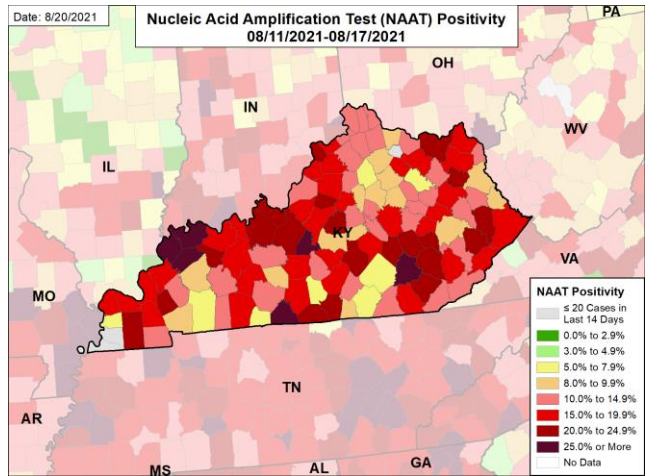 Date: 8/20/2021
Nucleic Acid Amplification Test (NAAT) Positivity
08/11/2021-08/17/2021
PA
OH
IN
WV
IL
KY
VA
MO
TN
AR
MS
AL
GA
NAAT Positivity
≤ 20 Cases in
Last 14 Days
0.0% to 2.9%
3.0% to 4.9%
5.0% to 7.9%
8.0% to 9.9%
10.0% to 14.9%
15.0% to 19.9%
20.0% to 24.9%
25.0% or More
No Data